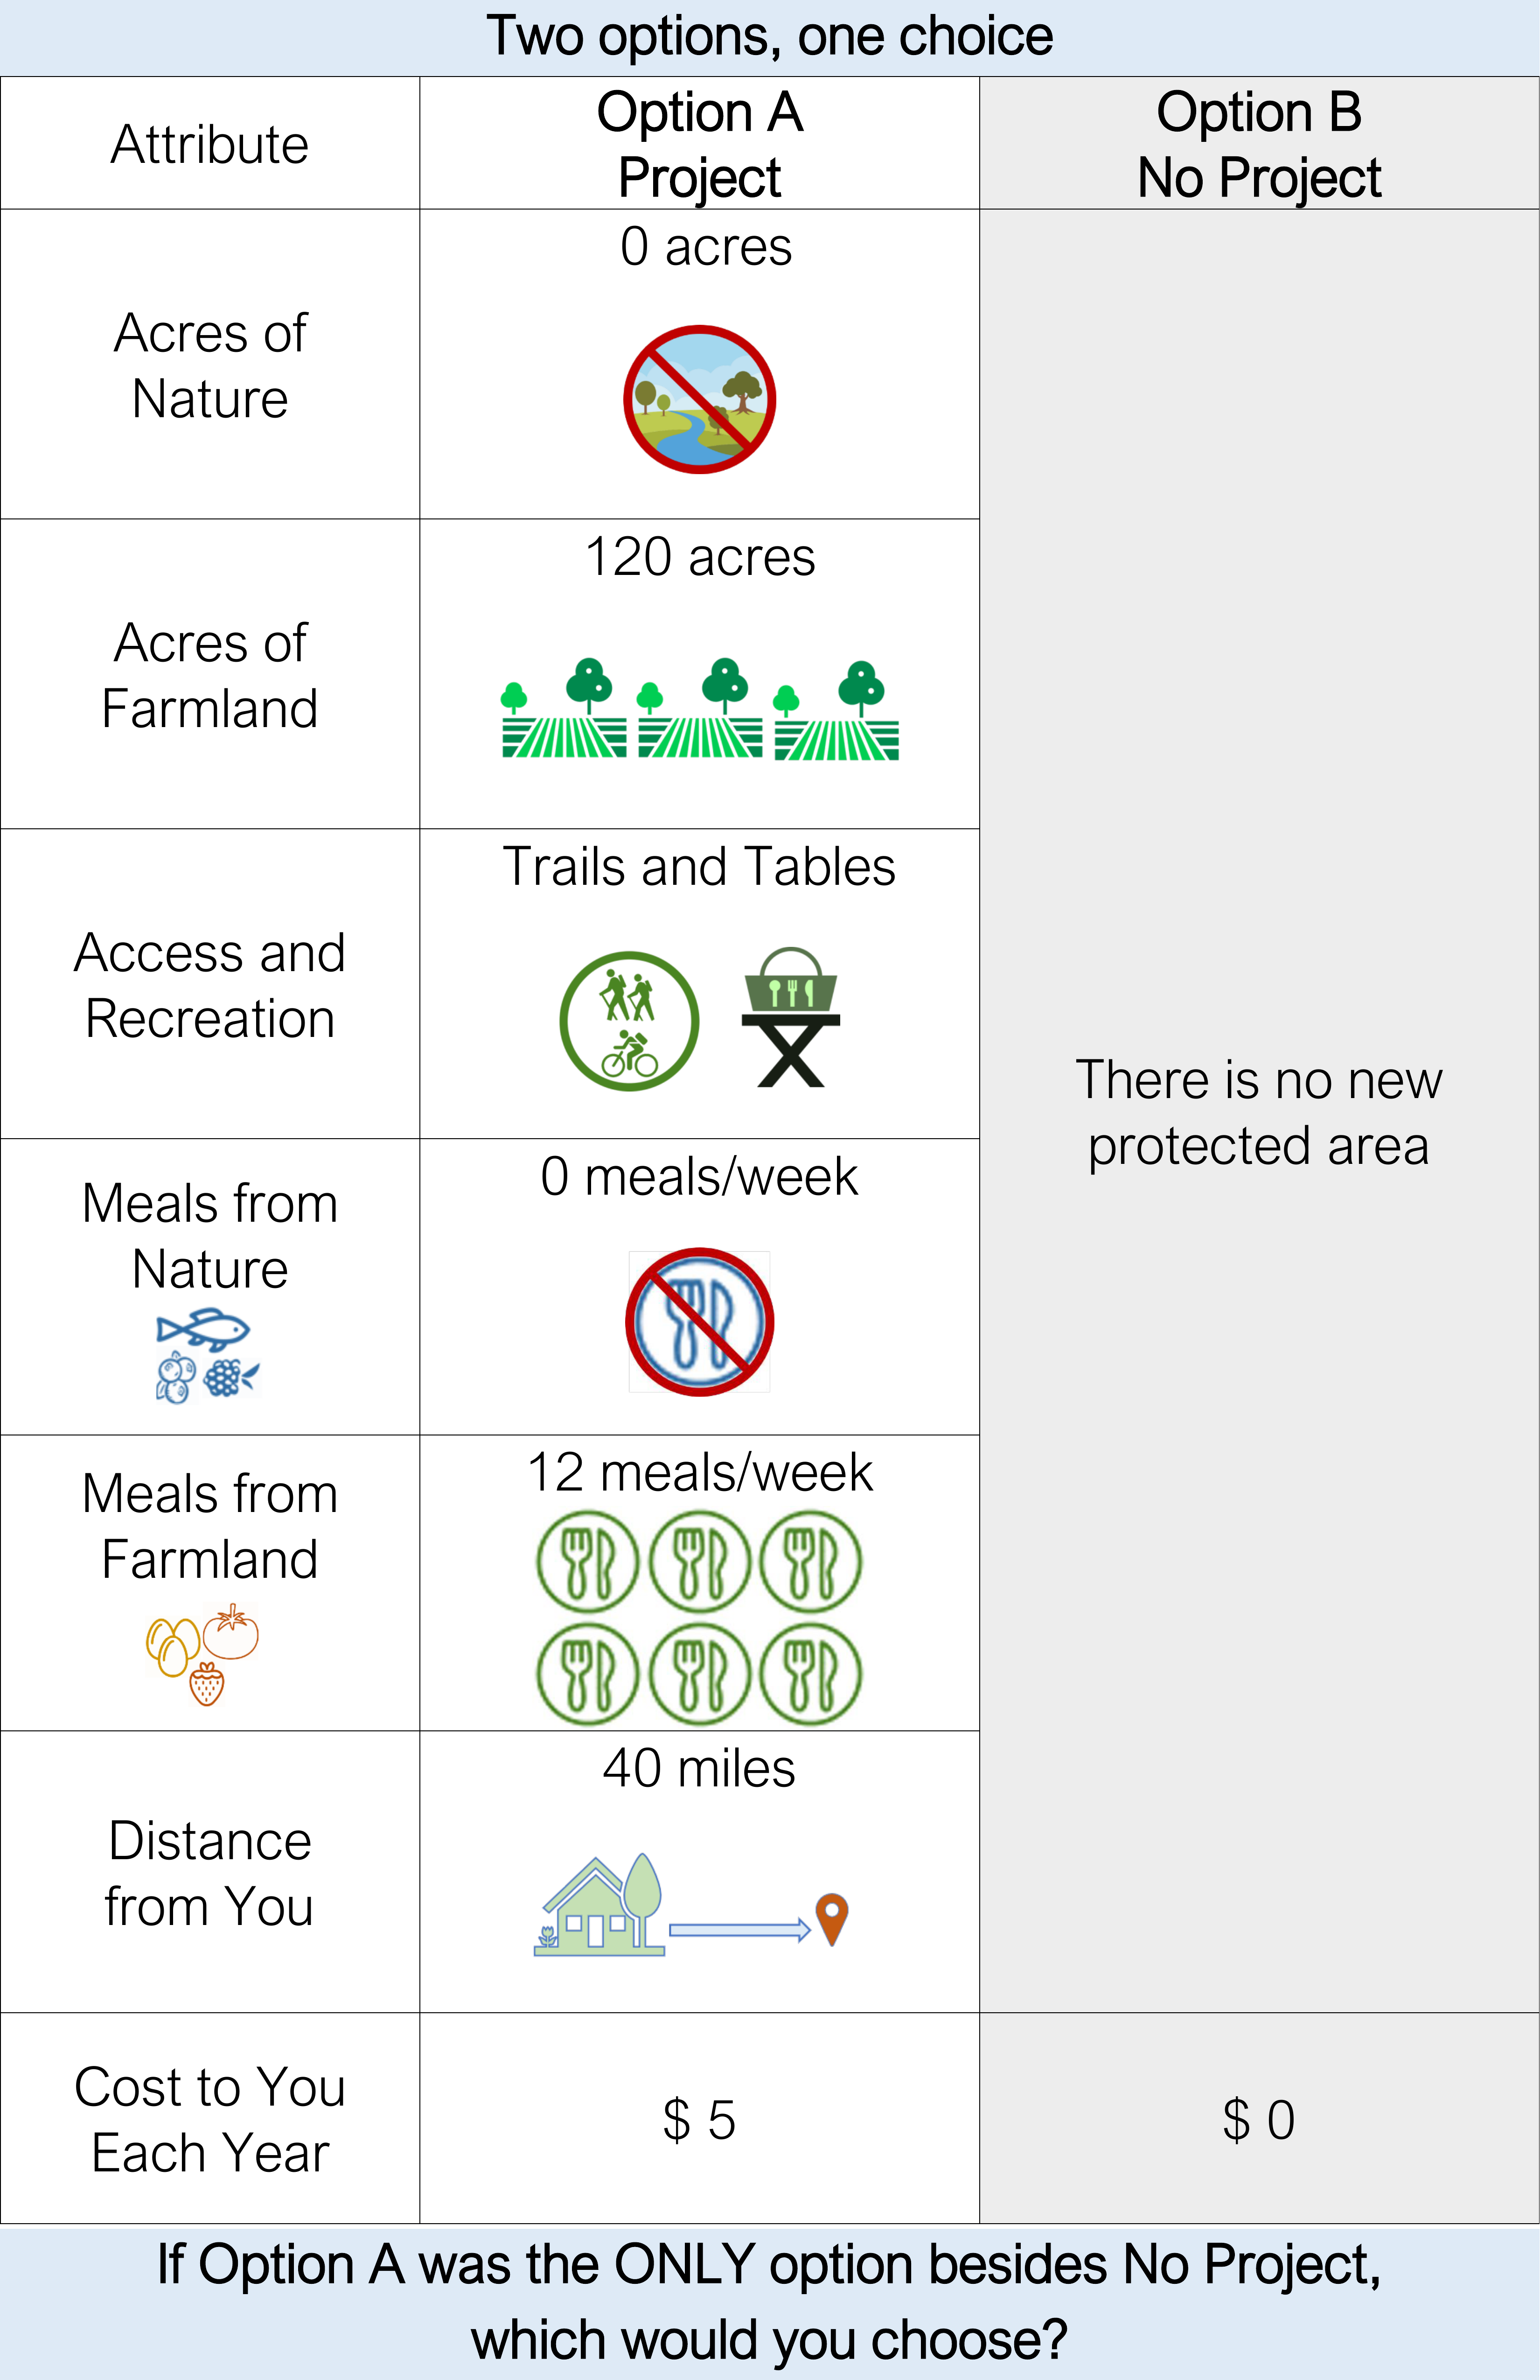 Two options, one choice
Attribute
Option A
Project
Option B
No Project
Acres of
Nature
0 acres
Acres of
Farmland
120 acres
Access and
Recreation
Trails and Tables
There is no new
protected area
Meals from
Nature
0 meals/week
Meals from
Farmland
12 meals/week
Distance
from You
40 miles
Cost to You
Each Year
$ 5
$ 0
If Option A was the ONLY option besides No Project,
which would you choose?